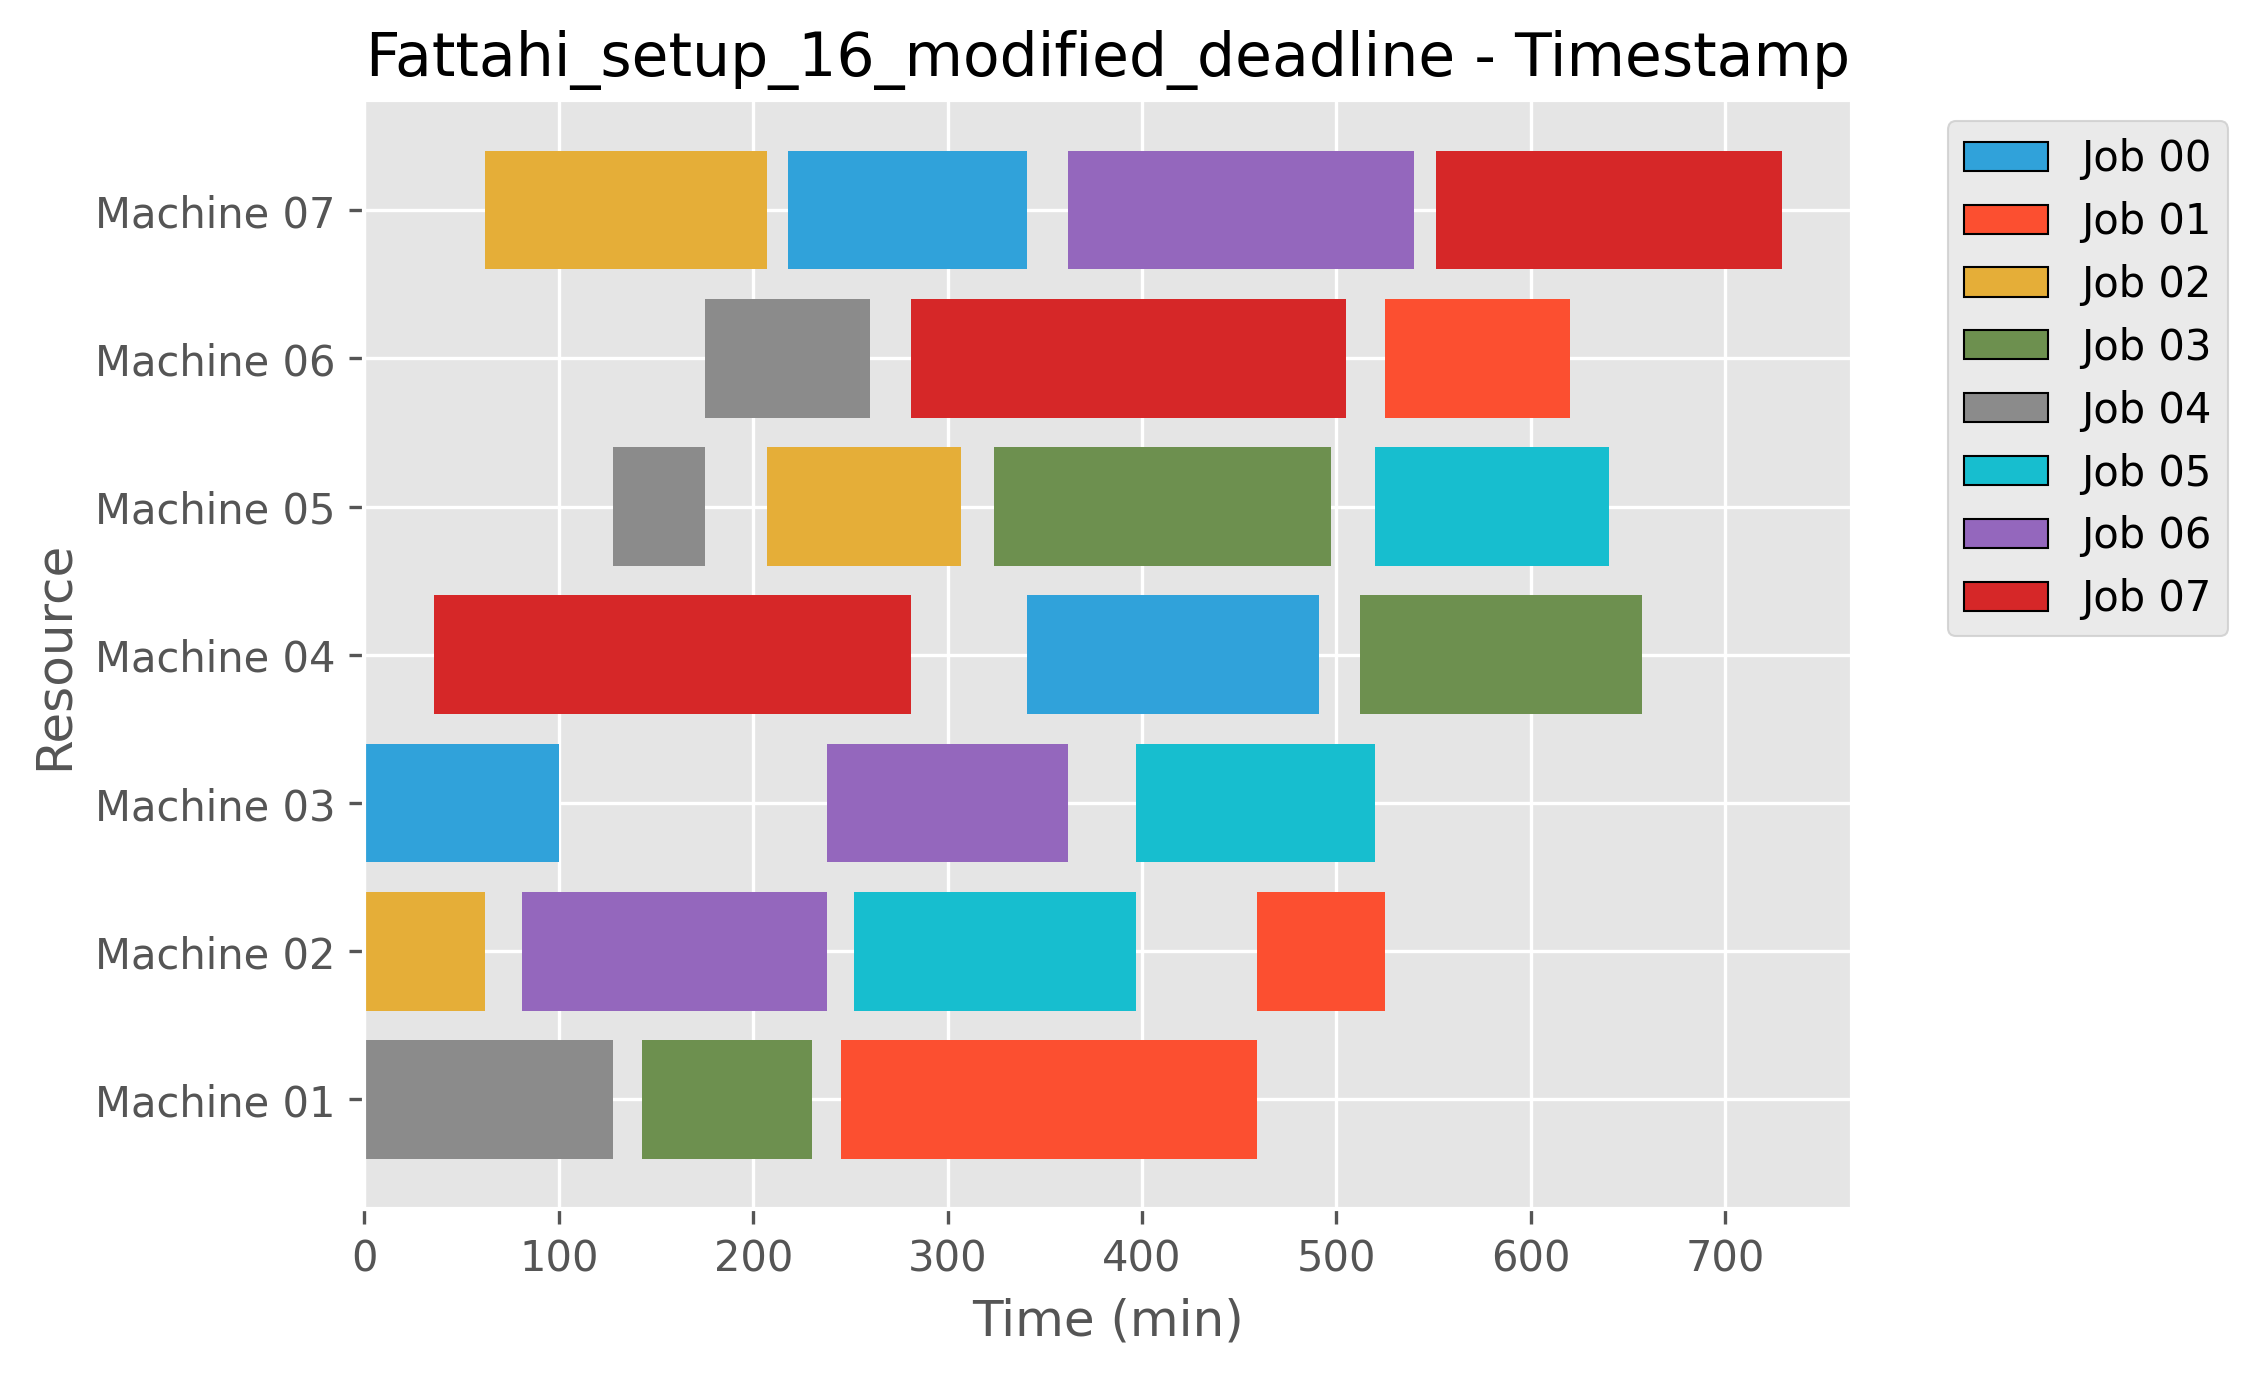 Fattahi_setup_16_modified_deadline - Timestamp
Machine 07
Machine 06
Machine 05
Machine 04
Machine 03
Machine 02
Machine 01
Resource
0 100 200 300 400 500 600 700
Time (min)
Job 00
Job 01
Job 02
Job 03
Job 04
Job 05
Job 06
Job 07